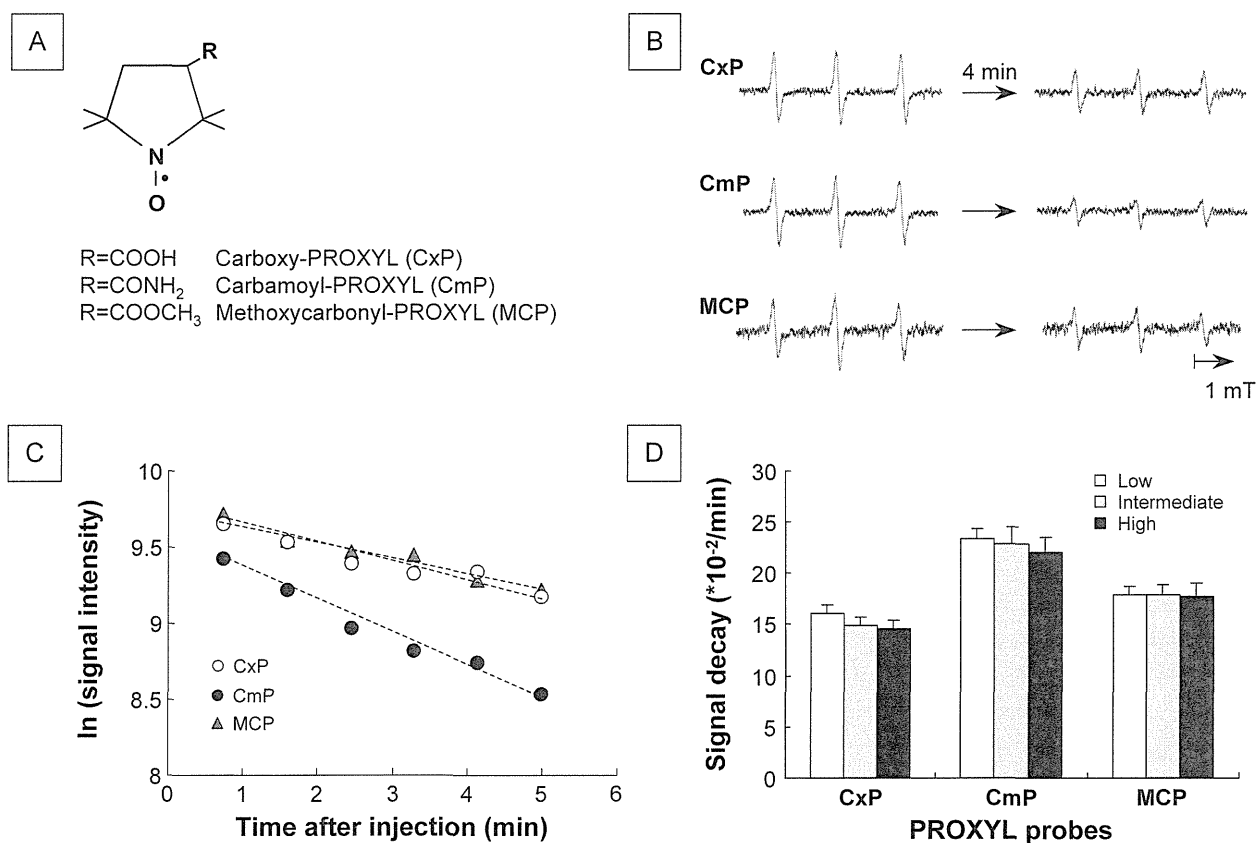 A
R
N
O
R=COOH Carboxy-PROXYL (CxP)
R=CONH2 Carbamoyl-PROXYL (CmP)
R=COOCH3 Methoxycarbonyl-PROXYL (MCP)
B
CxP
4 min
CmP
MCP
1 mT
C
10
9.5
9
8.5
8
ln (signal intensity)
CxP
CmP
MCP
0 1 2 3 4 5 6
Time after injection (min)
D
30
25
20
15
10
5
0
Signal decay (*10-2/min)
Low
Intermediate
High
CxP CmP MCP
PROXYL probes